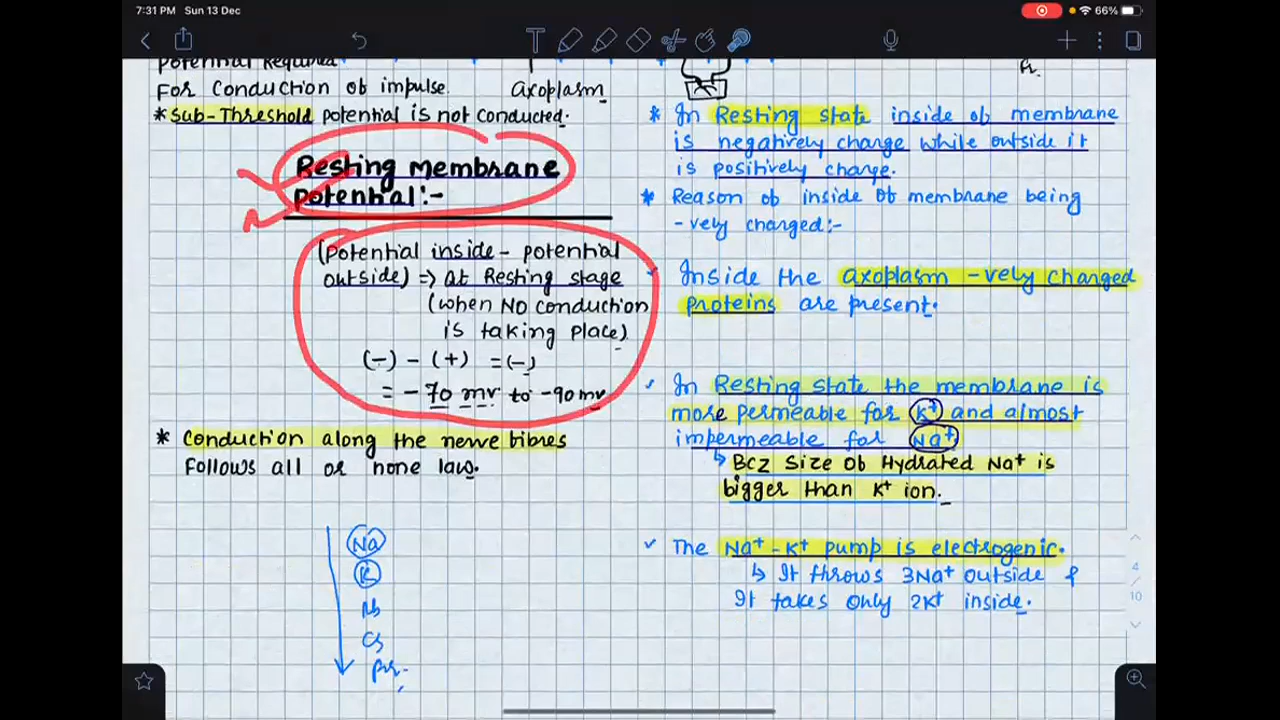 7:31 PM Sun 13 Dec
66%
Potential Required
For Conduction of impulse.
Axoplasm
*Sub-Threshold potential is not conducted.
Resting Membrane
Potential:-
(Potential inside - potential
outside) => at Resting stage
(when NO conduction
is taking place)
(-) - (+) = (-)
= - 70 mv to -90 mv
* Conduction along the nerve fibres
Follows all or none law.
Na
K
Rb
Cs
Fr.
* In Resting state inside of membrane
is negatively charge while outside it
is positively charge.
* Reason of inside of membrane being
-vely charged:-
Inside the axoplasm -vely charged
proteins are present.
In Resting state the membrane is
more permeable for K+ and almost
impermeable for Na+
↳ Bcz Size of Hydrated Na+ is
bigger than K+ ion.
The Na+ - K+ pump is electrogenic.
↳ It throws 3Na+ outside &
It takes only 2K+ inside.
4
/
10